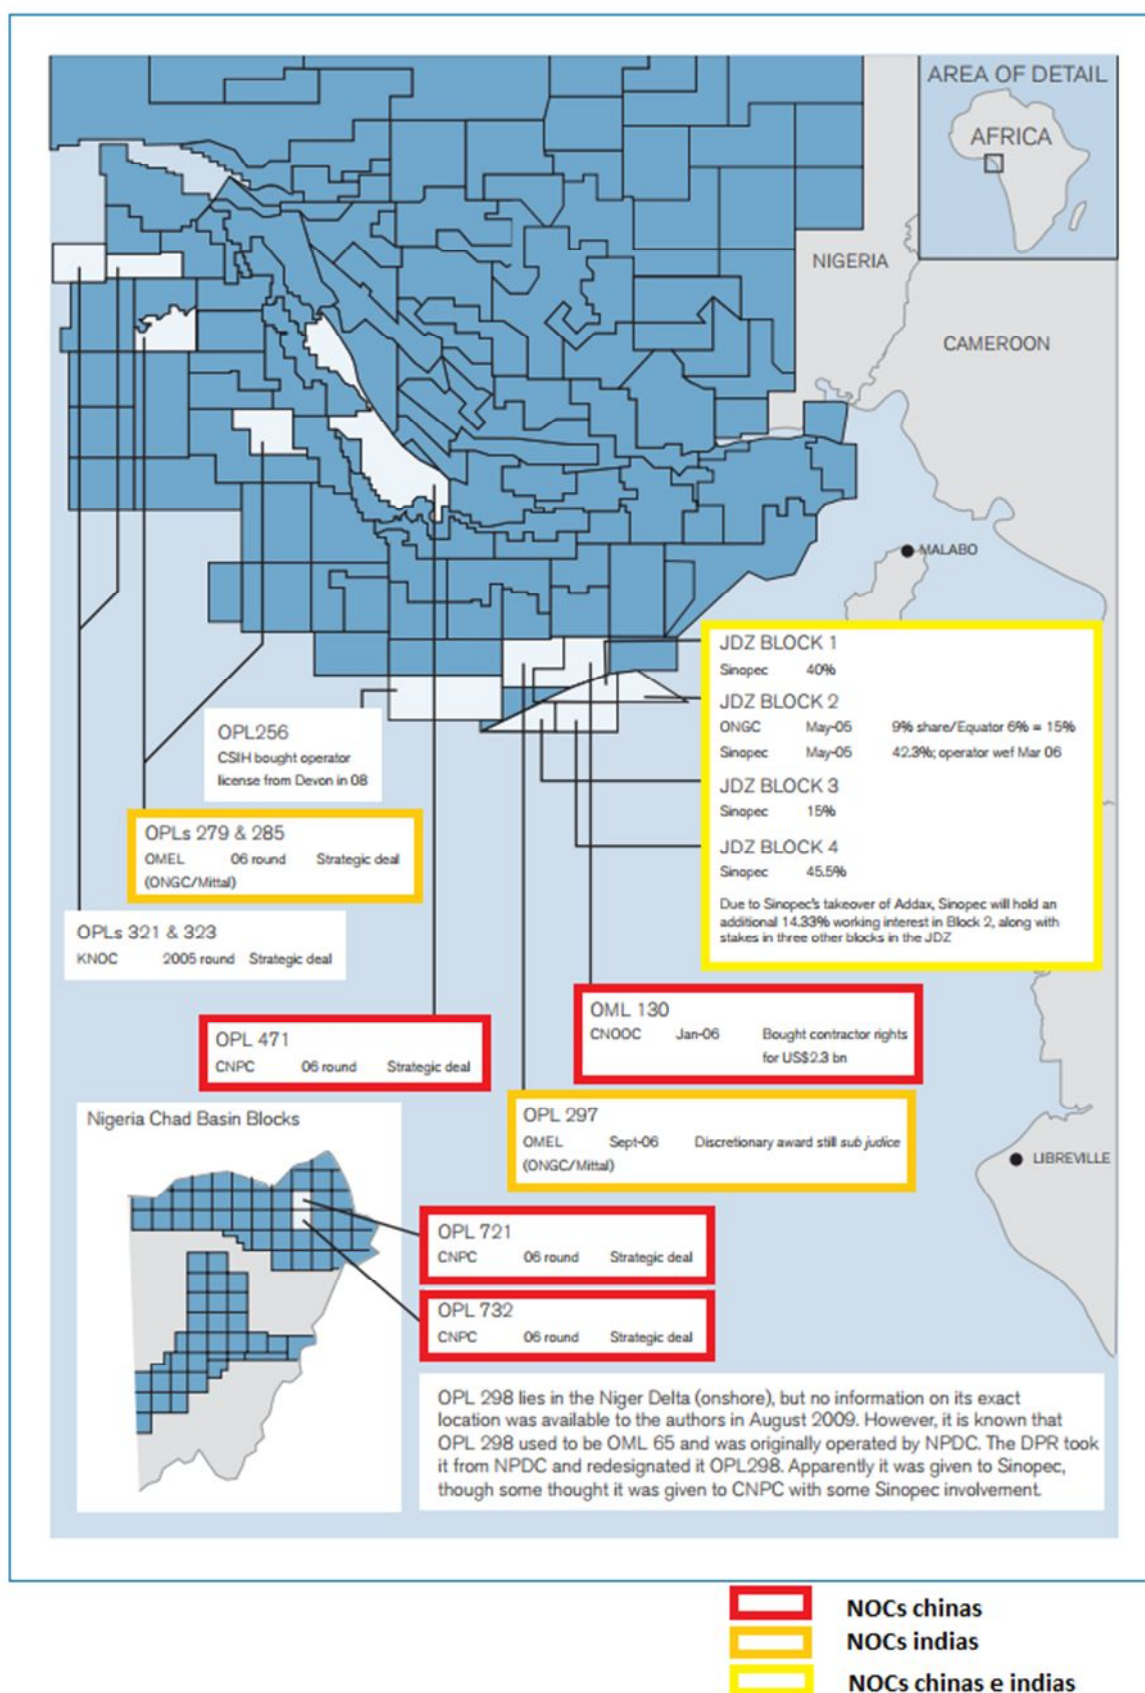 AREA OF DETAIL
AFRICA
NIGERIA
CAMEROON
MALABO
JDZ BLOCK 1
Sinopec 40%
JDZ BLOCK 2
ONGC May-05 9% share/Equator 6% = 15%
Sinopec May-05 42.3%; operator wef Mar 06
JDZ BLOCK 3
Sinopec 15%
JDZ BLOCK 4
Sinopec 45.5%
Due to Sinopec's takeover of Addax, Sinopec will hold an
additional 14.33% working interest in Block 2, along with
stakes in three other blocks in the JDZ
OPL256
CSIH bought operator
license from Devon in 08
OPLs 279 & 285
OMEL 06 round Strategic deal
(ONGC/Mittal)
OPLs 321 & 323
KNOC 2005 round Strategic deal
OML 130
CNOOC Jan-06 Bought contractor rights
for US$2.3 bn
OPL 471
CNPC 06 round Strategic deal
OPL 297
OMEL Sept-06 Discretionary award still sub judice
(ONGC/Mittal)
Nigeria Chad Basin Blocks
LIBREVILLE
OPL 721
CNPC 06 round Strategic deal
OPL 732
CNPC 06 round Strategic deal
OPL 298 lies in the Niger Delta (onshore), but no information on its exact
location was available to the authors in August 2009. However, it is known that
OPL 298 used to be OML 65 and was originally operated by NPDC. The DPR took
it from NPDC and redesignated it OPL298. Apparently it was given to Sinopec,
though some thought it was given to CNPC with some Sinopec involvement.
NOCs chinas
NOCs indias
NOCs chinas e indias